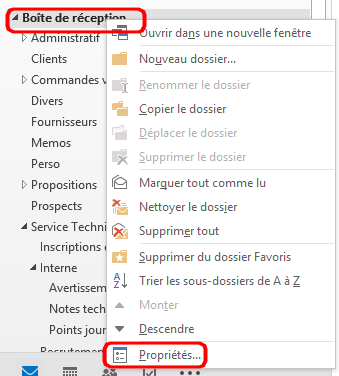 Boîte de réception
Administratif
Clients
Commandes v
Divers
Fournisseurs
Memos
Perso
Propositions
Prospects
Service Techni
Inscriptions
Interne
Avertissem
Notes tech
Points jour
Recrutement
Ouvrir dans une nouvelle fenêtre
Nouveau dossier...
Renommer le dossier
Copier le dossier
Déplacer le dossier
Supprimer le dossier
Marquer tout comme lu
Nettoyer le dossier
Supprimer tout
Supprimer du dossier Favoris
Trier les sous-dossiers de A à Z
Monter
Descendre
Propriétés...